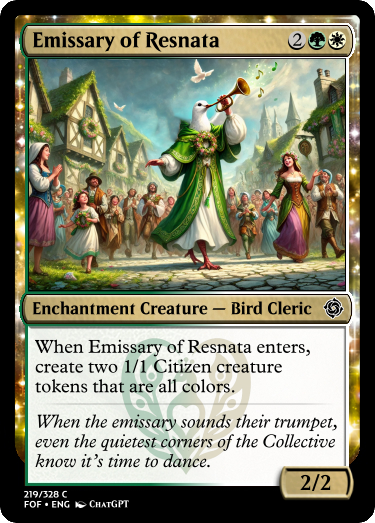 Emissary of Resnata 2
Enchantment Creature — Bird Cleric
When Emissary of Resnata enters,
create two 1/1 Citizen creature
tokens that are all colors.
When the emissary sounds their trumpet,
even the quietest corners of the Collective
know it's time to dance.
2/2
219/328 C
FOF • ENG ChatGPT